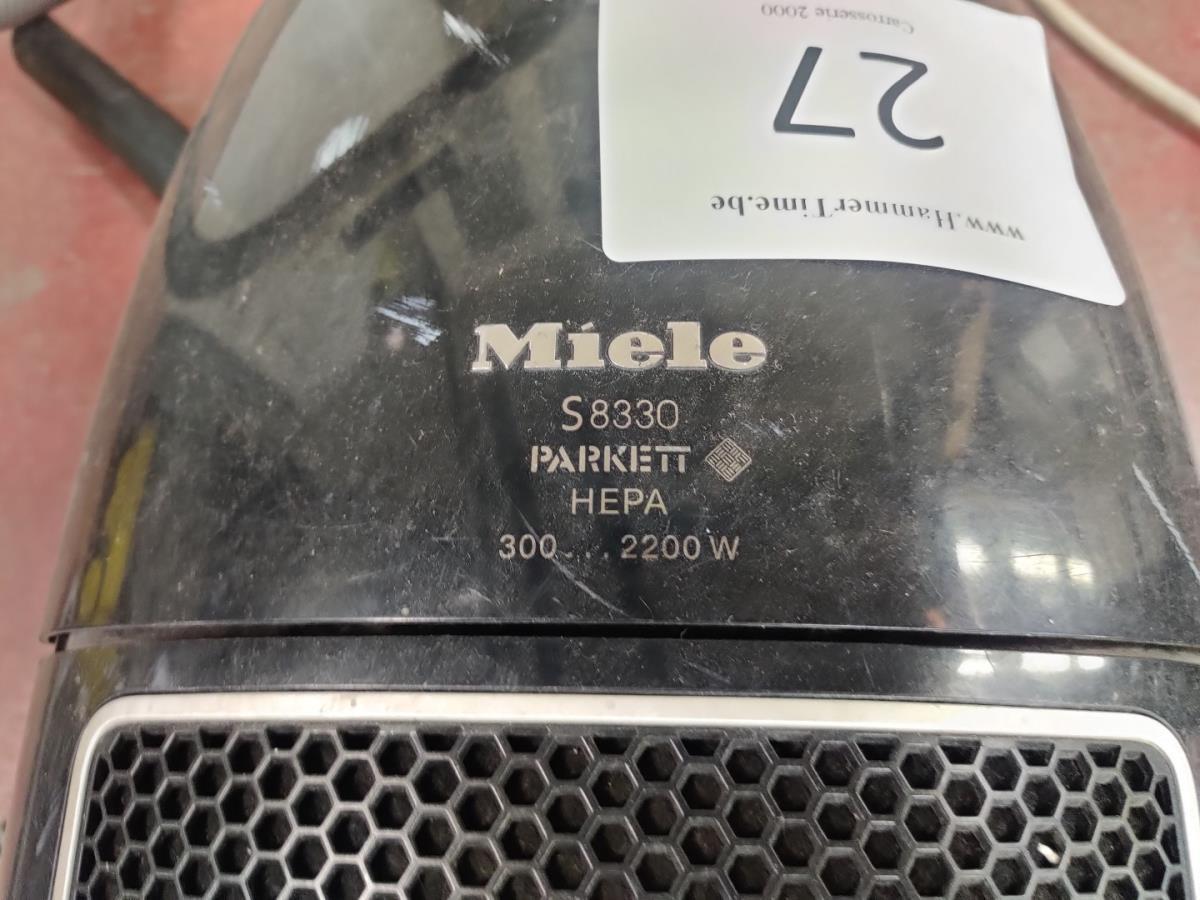 Carrosserie 2000
27
www.HammerTime.be
Miele
S8330
PARKETT
HEPA
300... 2200 W